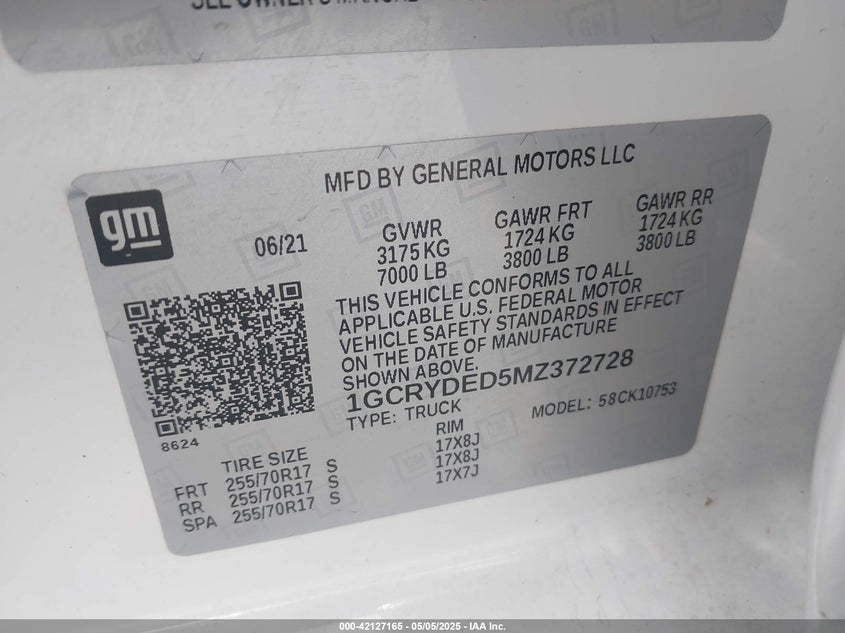 SEE OWNER'S MANUAL
MFD BY GENERAL MOTORS LLC
gm
06/21
GVWR
3175 KG
7000 LB
GAWR FRT
1724 KG
3800 LB
GAWR RR
1724 KG
3800 LB
THIS VEHICLE CONFORMS TO ALL
APPLICABLE U.S. FEDERAL MOTOR
VEHICLE SAFETY STANDARDS IN EFFECT
ON THE DATE OF MANUFACTURE
SHOWN ABOVE.
1GCRYDED5MZ372728
TYPE: TRUCK
MODEL: 58CK10753
8624
TIRE SIZE
RIM
FRT 255/70R17 S 17X8J
RR 255/70R17 S 17X8J
SPA 255/70R17 S 17X7J
000-42127165 - 05/05/2025 - IAA Inc.